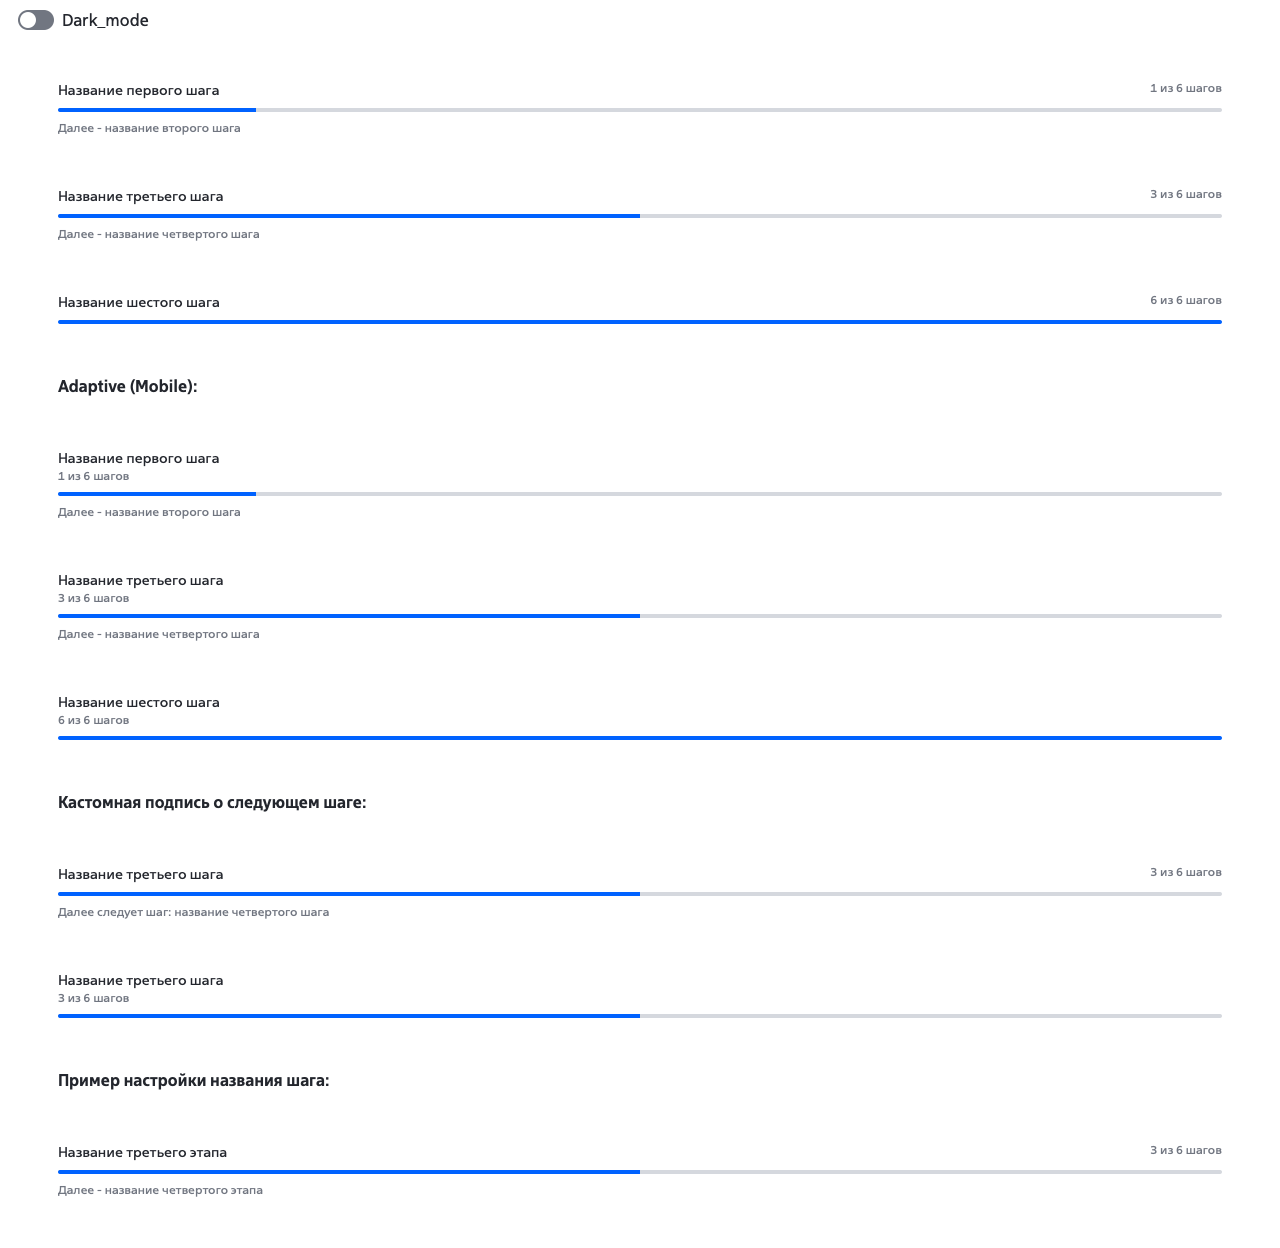 Dark_mode
Название первого шага
1 из 6 шагов
Далее - название второго шага
Название третьего шага
3 из 6 шагов
Далее - название четвертого шага
Название шестого шага
6 из 6 шагов
Adaptive (Mobile):
Название первого шага
1 из 6 шагов
Далее - название второго шага
Название третьего шага
3 из 6 шагов
Далее - название четвертого шага
Название шестого шага
6 из 6 шагов
Кастомная подпись о следующем шаге:
Название третьего шага
3 из 6 шагов
Далее следует шаг: название четвертого шага
Название третьего шага
3 из 6 шагов
Пример настройки названия шага:
Название третьего этапа
3 из 6 шагов
Далее - название четвертого этапа